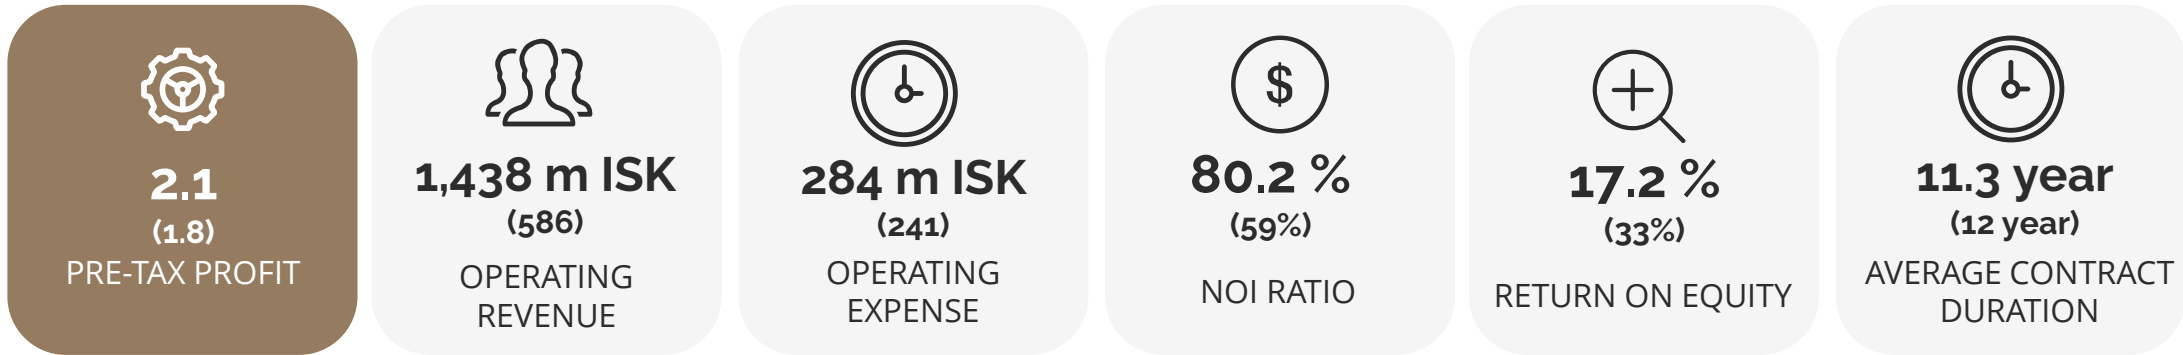 2.1
(1.8)
PRE-TAX PROFIT
1,438 m ISK
(586)
OPERATING
REVENUE
284 m ISK
(241)
OPERATING
EXPENSE
$
80.2 %
(59%)
NOI RATIO
17.2 %
(33%)
RETURN ON EQUITY
11.3 year
(12 year)
AVERAGE CONTRACT
DURATION